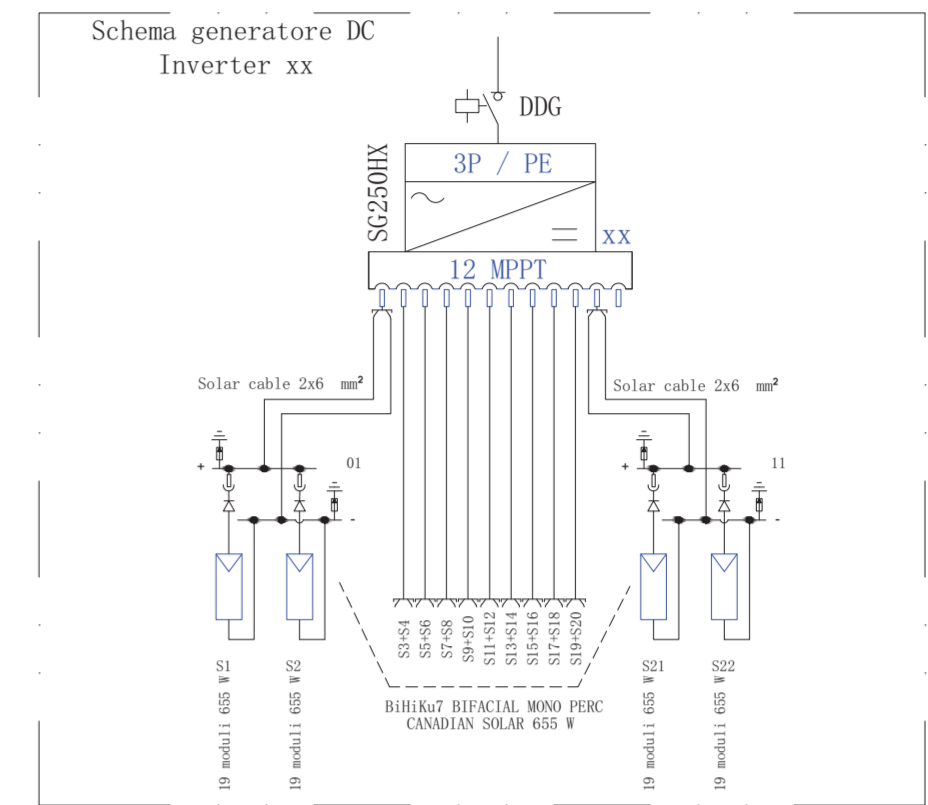 Schema generatore DC
Inverter xx
DDG
3P / PE
SG250HX
xx
12 MPPT
Solar cable 2x6 mm²
Solar cable 2x6 mm²
+
01
-
+
11
-
S3+S4
S5+S6
S7+S8
S9+S10
S11+S12
S13+S14
S15+S16
S17+S18
S19+S20
S1
19 moduli 655 W
S2
19 moduli 655 W
S21
19 moduli 655 W
S22
19 moduli 655 W
BiHiKu7 BIFACIAL MONO PERC
CANADIAN SOLAR 655 W